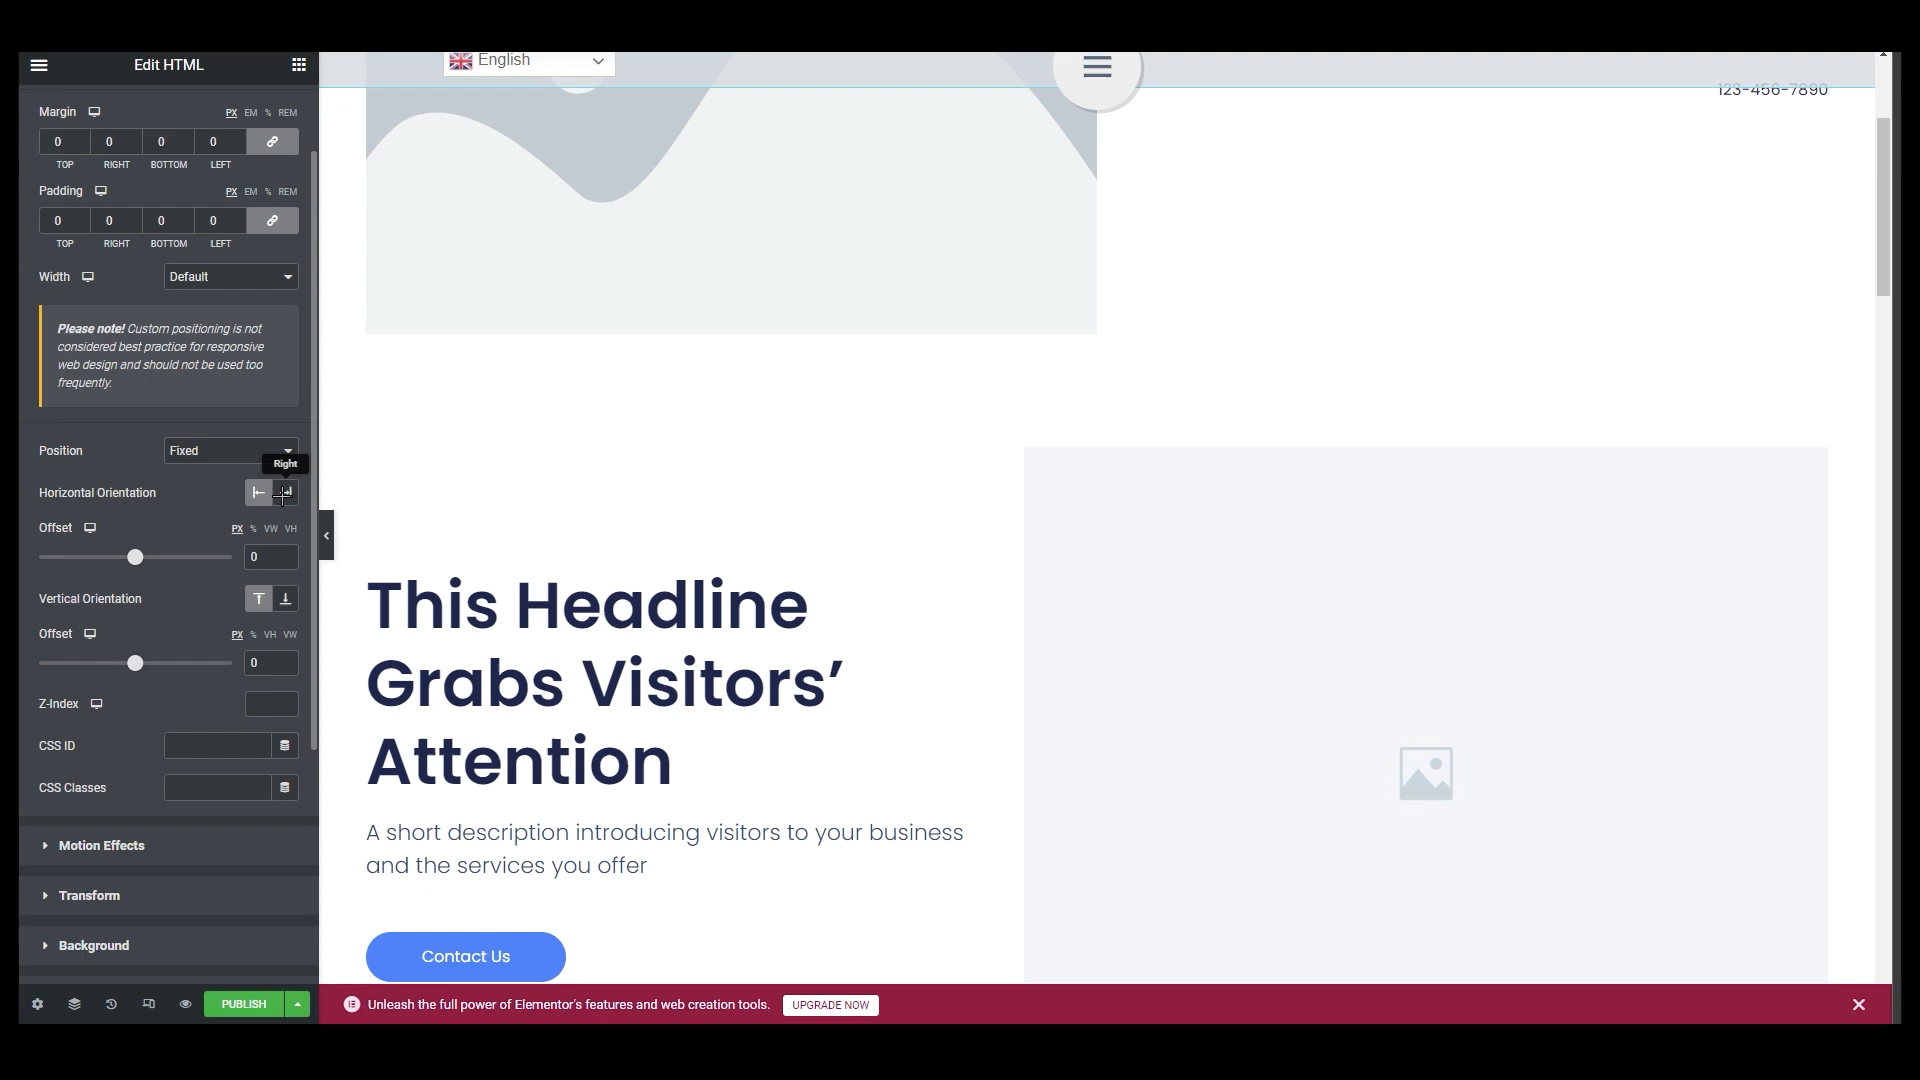 Edit HTML
Margin
PX EM % REM
0 0 0 0
TOP RIGHT BOTTOM LEFT
Padding
PX EM % REM
0 0 0 0
TOP RIGHT BOTTOM LEFT
Width
Default
Please note! Custom positioning is not
considered best practice for responsive
web design and should not be used too
frequently.
Position
Fixed
Right
Horizontal Orientation
Offset
PX % VW VH
0
Vertical Orientation
Offset
PX % VH VW
0
Z-Index
CSS ID
CSS Classes
Motion Effects
Transform
Background
PUBLISH
English
123-456-7890
This Headline
Grabs Visitors’
Attention
A short description introducing visitors to your business
and the services you offer
Contact Us
Unleash the full power of Elementor's features and web creation tools.
UPGRADE NOW